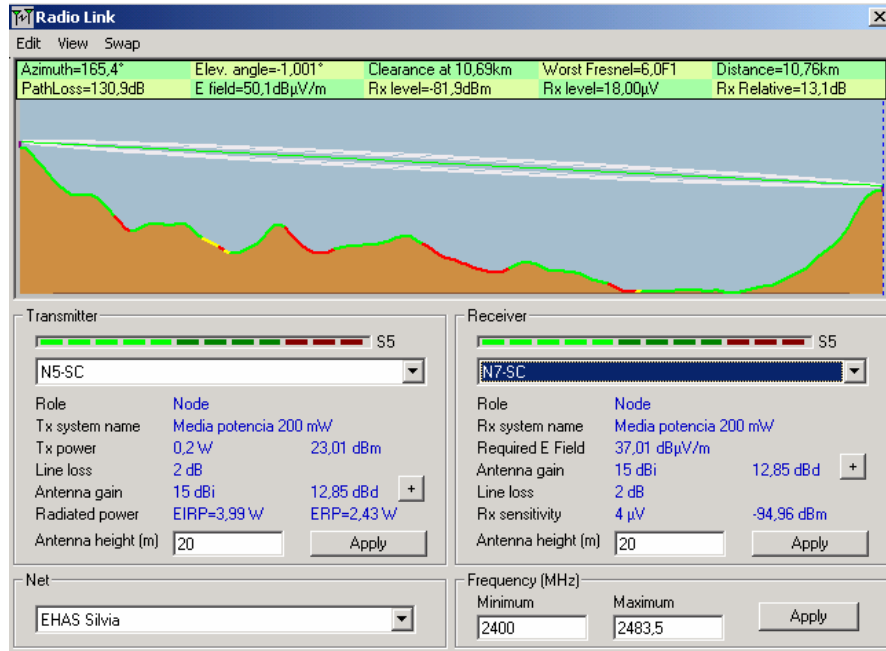 Radio Link
Edit View Swap
Azimuth=165,4° Elev. angle=-1,001° Clearance at 10,69km Worst Fresnel=6,0F1 Distance=10,76km
PathLoss=130,9dB E field=50,1dBµV/m Rx level=-81,9dBm Rx level=18,00µV Rx Relative=13,1dB
Transmitter
S5
N5-SC
Role Node
Tx system name Media potencia 200 mW
Tx power 0,2 W 23,01 dBm
Line loss 2 dB
Antenna gain 15 dBi 12,85 dBd +
Radiated power EIRP=3,99 W ERP=2,43 W
Antenna height (m) 20 Apply
Net
EHAS Silvia
Receiver
S5
N7-SC
Role Node
Rx system name Media potencia 200 mW
Required E Field 37,01 dBµV/m
Antenna gain 15 dBi 12,85 dBd +
Line loss 2 dB
Rx sensitivity 4 µV -94,96 dBm
Antenna height (m) 20 Apply
Frequency (MHz)
Minimum Maximum
2400 2483,5 Apply